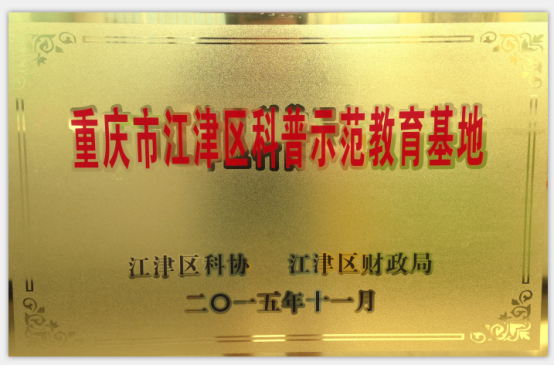 重庆市江津区科普示范教育基地
江津区科协 江津区财政局
二〇一五年十一月